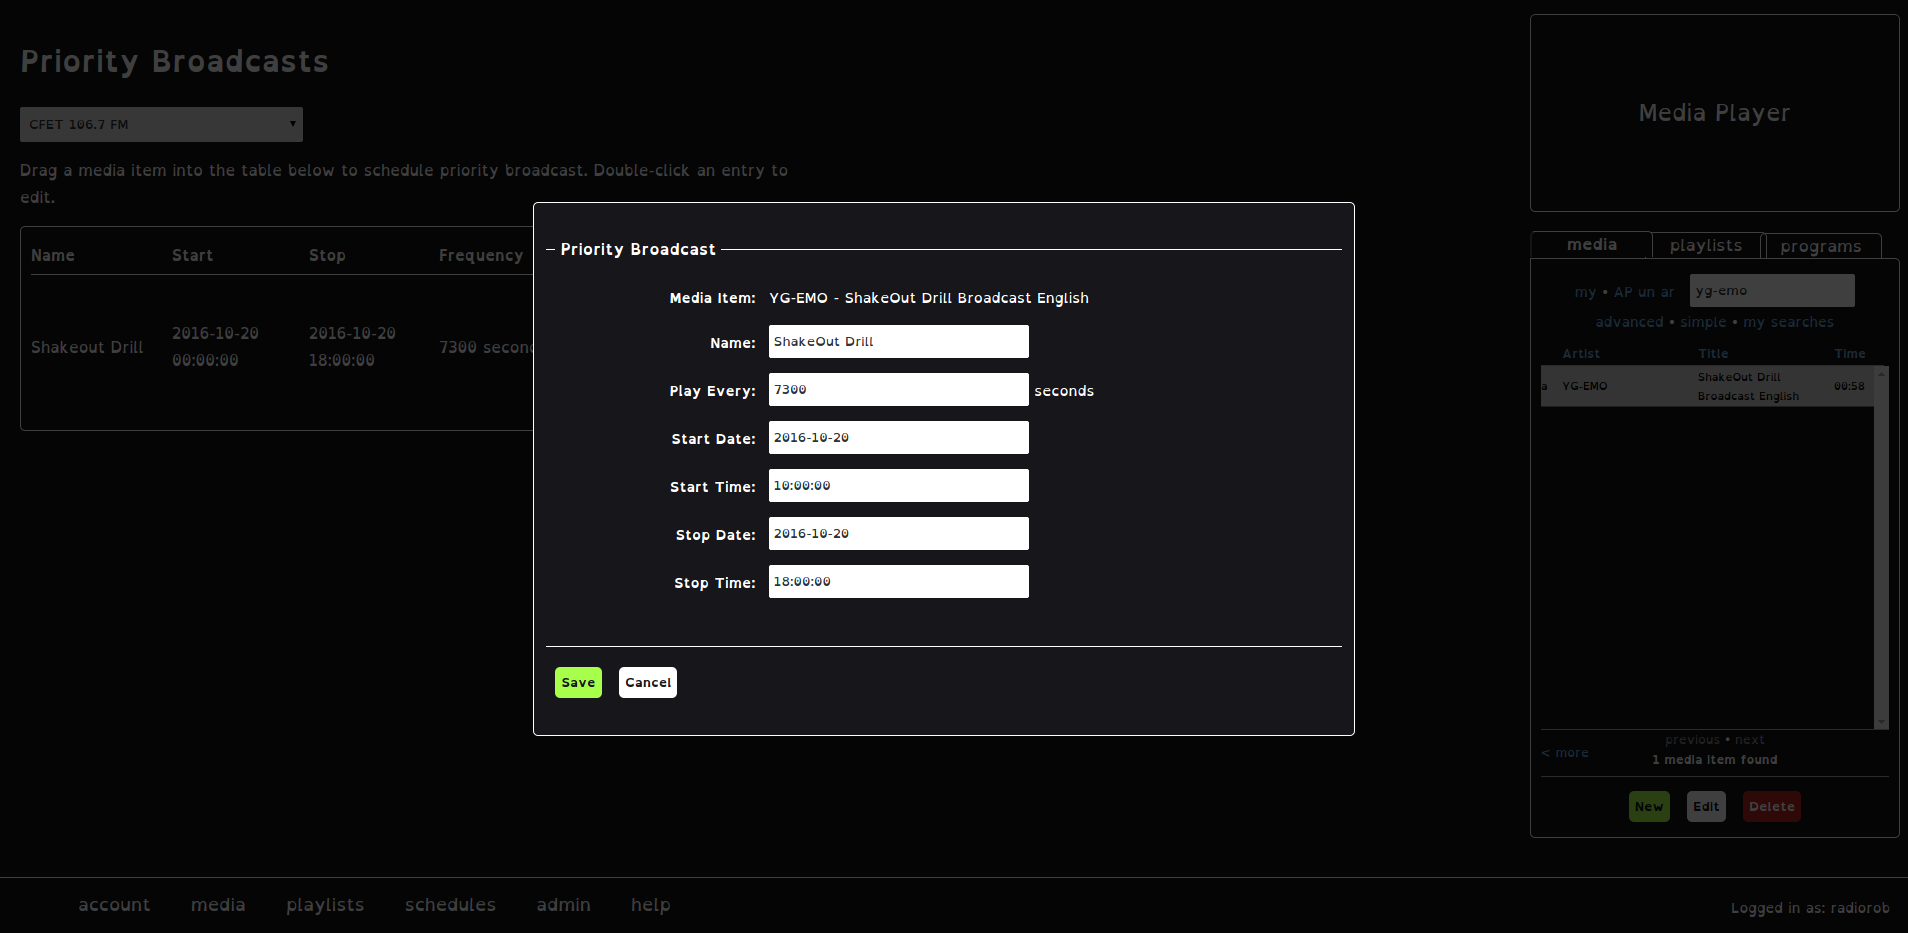 Priority Broadcasts
CFET 106.7 FM
Drag a media item into the table below to schedule priority broadcast. Double-click an entry to
edit.
Name Start Stop Frequency
Shakeout Drill 2016-10-20 00:00:00 2016-10-20 18:00:00 7300
Priority Broadcast
Media Item: YG-EMO - ShakeOut Drill Broadcast English
Name: ShakeOut Drill
Play Every: 7300 seconds
Start Date: 2016-10-20
Start Time: 10:00:00
Stop Date: 2016-10-20
Stop Time: 18:00:00
Save Cancel
Media Player
media playlists programs
my • AP un ar yg-emo
advanced • simple • my searches
Artist Title Time
a YG-EMO ShakeOut Drill Broadcast English 00:58
previous • next
< more
1 media item found
New Edit Delete
account media playlists schedules admin help
Logged in as: radiorob